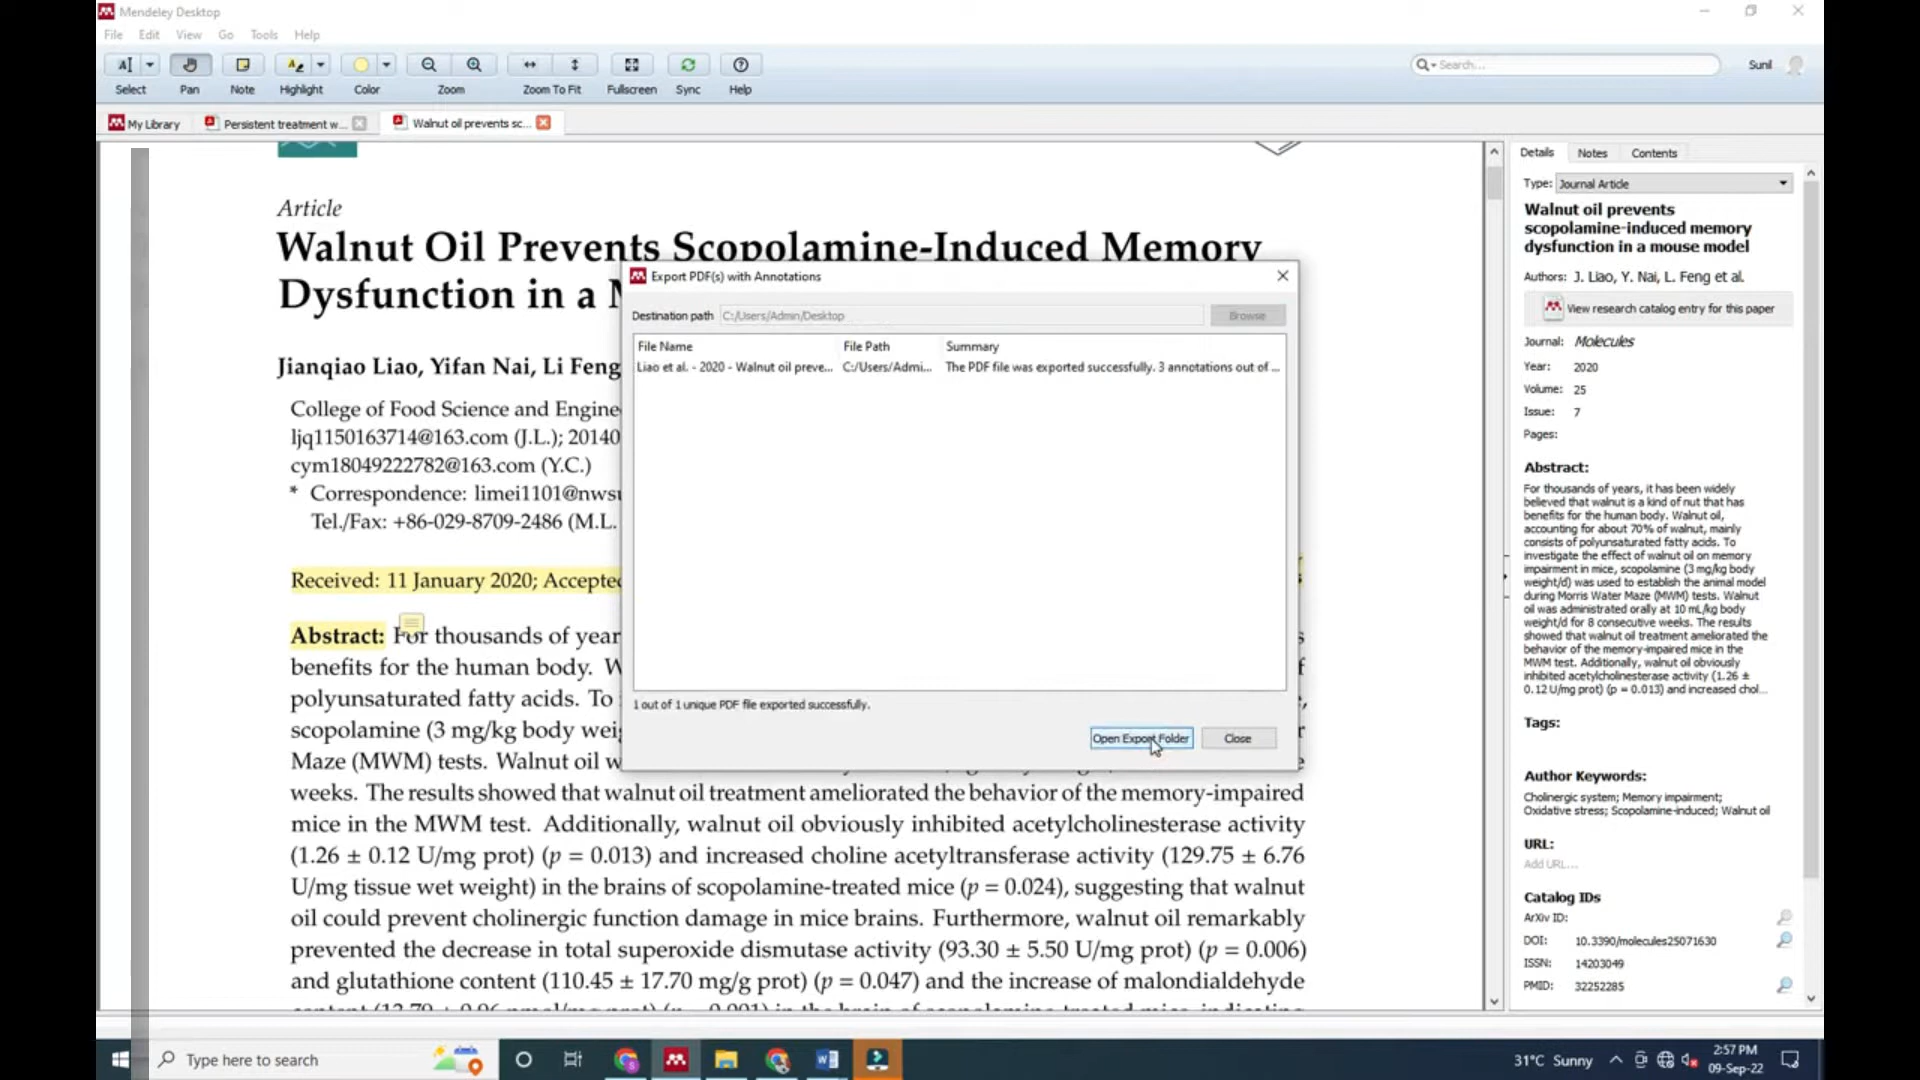 Mendeley Desktop
File Edit View Go Tools Help
Select Pan Note Highlight Color Zoom Zoom To Fit Fullscreen Sync Help
Search...
Sunil
My Library
Persistent treatment w...
Walnut oil prevents sc...
Article
Walnut Oil Prevents Scopolamine-Induced Memory
Dysfunction in a
Jianqiao Liao, Yifan Nai, Li Feng
College of Food Science and Engine
ljq1150163714@163.com (J.L.); 20140
cym18049222782@163.com (Y.C.)
* Correspondence: limei1101@nwsu
Tel./Fax: +86-029-8709-2486 (M.L.
Received: 11 January 2020; Accepted
Abstract: For thousands of year
benefits for the human body. W
polyunsaturated fatty acids. To
scopolamine (3 mg/kg body wei
Maze (MWM) tests. Walnut oil w
weeks. The results showed that walnut oil treatment ameliorated the behavior of the memory-impaired
mice in the MWM test. Additionally, walnut oil obviously inhibited acetylcholinesterase activity
(1.26 ± 0.12 U/mg prot) (p = 0.013) and increased choline acetyltransferase activity (129.75 ± 6.76
U/mg tissue wet weight) in the brains of scopolamine-treated mice (p = 0.024), suggesting that walnut
oil could prevent cholinergic function damage in mice brains. Furthermore, walnut oil remarkably
prevented the decrease in total superoxide dismutase activity (93.30 ± 5.50 U/mg prot) (p = 0.006)
and glutathione content (110.45 ± 17.70 mg/g prot) (p = 0.047) and the increase of malondialdehyde
Export PDF(s) with Annotations
Destination path C:/Users/Admin/Desktop Browse
File Name File Path Summary
Liao et al. - 2020 - Walnut oil preve... C:/Users/Admi... The PDF file was exported successfully. 3 annotations out of ...
1 out of 1 unique PDF file exported successfully.
Open Export Folder Close
Details Notes Contents
Type: Journal Article
Walnut oil prevents
scopolamine-induced memory
dysfunction in a mouse model
Authors: J. Liao, Y. Nai, L. Feng et al.
View research catalog entry for this paper
Journal: Molecules
Year: 2020
Volume: 25
Issue: 7
Pages:
Abstract:
For thousands of years, it has been widely
believed that walnut is a kind of nut that has
benefits for the human body. Walnut oil,
accounting for about 70% of walnut, mainly
consists of polyunsaturated fatty acids. To
investigate the effect of walnut oil on memory
impairment in mice, scopolamine (3 mg/kg body
weight/d) was used to establish the animal model
during Morris Water Maze (MWM) tests. Walnut
oil was administrated orally at 10 mL/kg body
weight/d for 8 consecutive weeks. The results
showed that walnut oil treatment ameliorated the
behavior of the memory-impaired mice in the
MWM test. Additionally, walnut oil obviously
inhibited acetylcholinesterase activity (1.26 ±
0.12 U/mg prot) (p = 0.013) and increased chol...
Tags:
Author Keywords:
Cholinergic system; Memory impairment;
Oxidative stress; Scopolamine-induced; Walnut oil
URL:
Add URL...
Catalog IDs
ArXiv ID:
DOI: 10.3390/molecules25071630
ISSN: 14203049
PMID: 32252285
Type here to search
31°C Sunny
2:57 PM
09-Sep-22